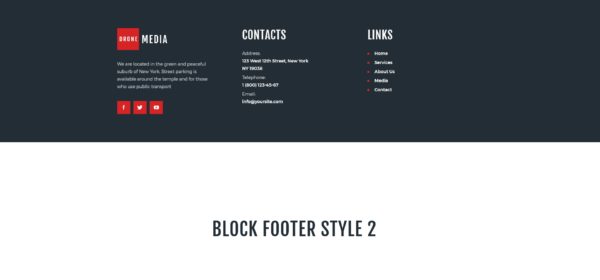 DRONE MEDIA
We are located in the green and peaceful
suburb of New York. Street parking is
available around the temple and for those
who use public transport
CONTACTS
Address:
123 West 12th Street, New York
NY 19036
Telephone:
1 (800) 123-45-67
Email:
info@yoursite.com
LINKS
Home
Services
About Us
Media
Contact
BLOCK FOOTER STYLE 2